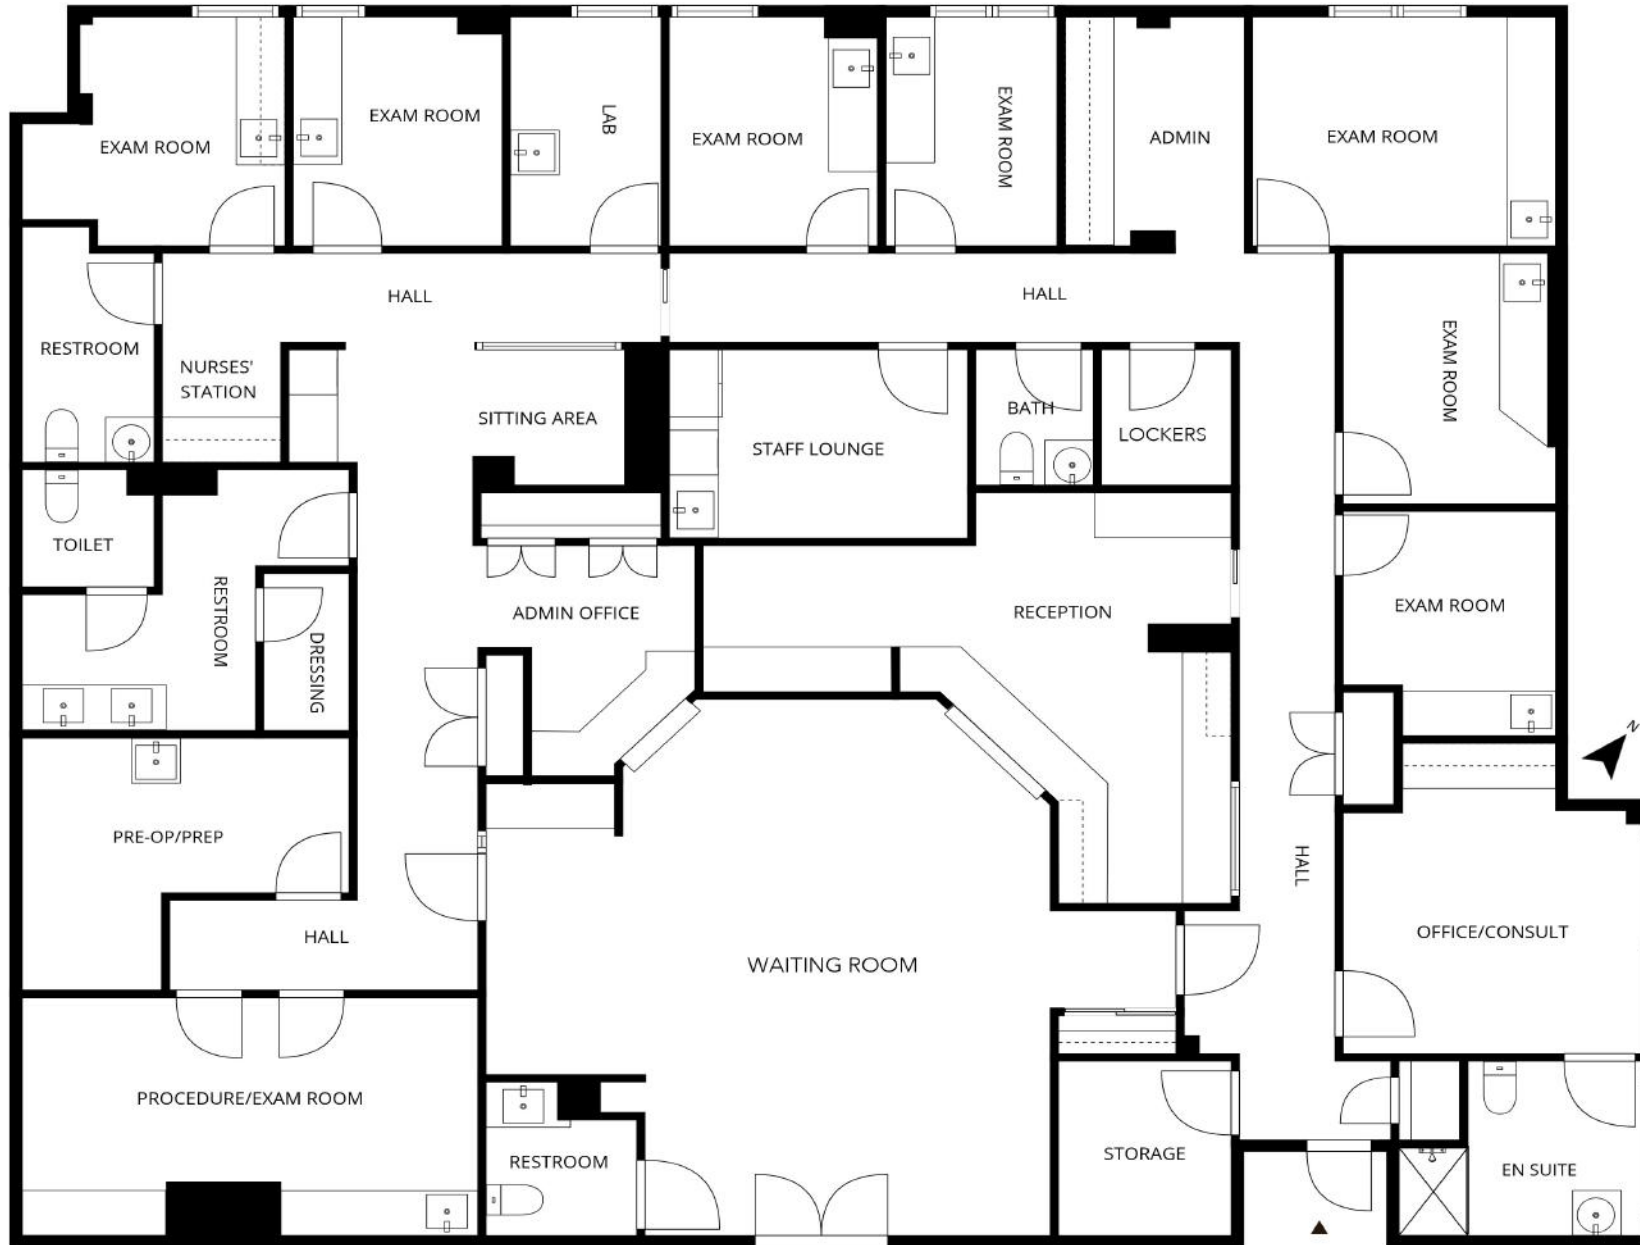 EXAM ROOM
EXAM ROOM
LAB
EXAM ROOM
EXAM ROOM
ADMIN
EXAM ROOM
HALL
HALL
RESTROOM
NURSES'
STATION
SITTING AREA
STAFF LOUNGE
BATH
LOCKERS
EXAM ROOM
TOILET
RESTROOM
DRESSING
ADMIN OFFICE
RECEPTION
EXAM ROOM
N
PRE-OP/PREP
HALL
HALL
WAITING ROOM
OFFICE/CONSULT
PROCEDURE/EXAM ROOM
RESTROOM
STORAGE
EN SUITE